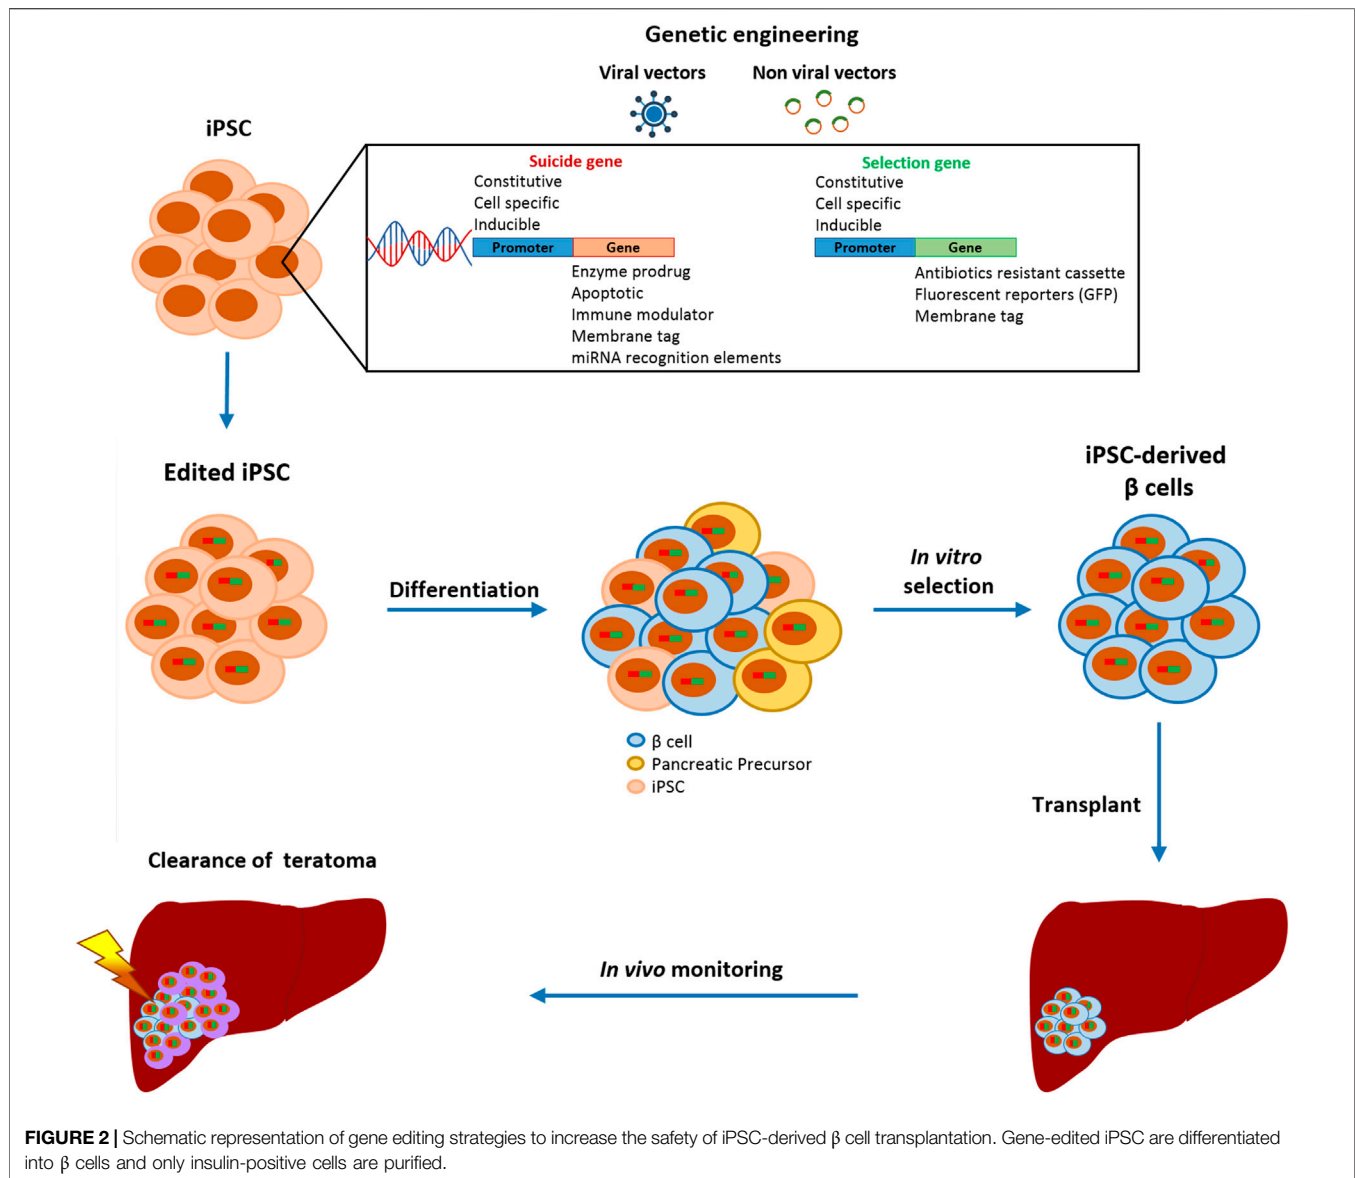 Genetic engineering
Viral vectors
Non viral vectors
iPSC
Suicide gene
Constitutive
Cell specific
Inducible
Promoter
Gene
Enzyme prodrug
Apoptotic
Immune modulator
Membrane tag
miRNA recognition elements
Selection gene
Constitutive
Cell specific
Inducible
Promoter
Gene
Antibiotics resistant cassette
Fluorescent reporters (GFP)
Membrane tag
Edited iPSC
Differentiation
β cell
Pancreatic Precursor
iPSC
In vitro
selection
iPSC-derived
β cells
Transplant
In vivo monitoring
Clearance of teratoma
FIGURE 2 | Schematic representation of gene editing strategies to increase the safety of iPSC-derived β cell transplantation. Gene-edited iPSC are differentiated
into β cells and only insulin-positive cells are purified.